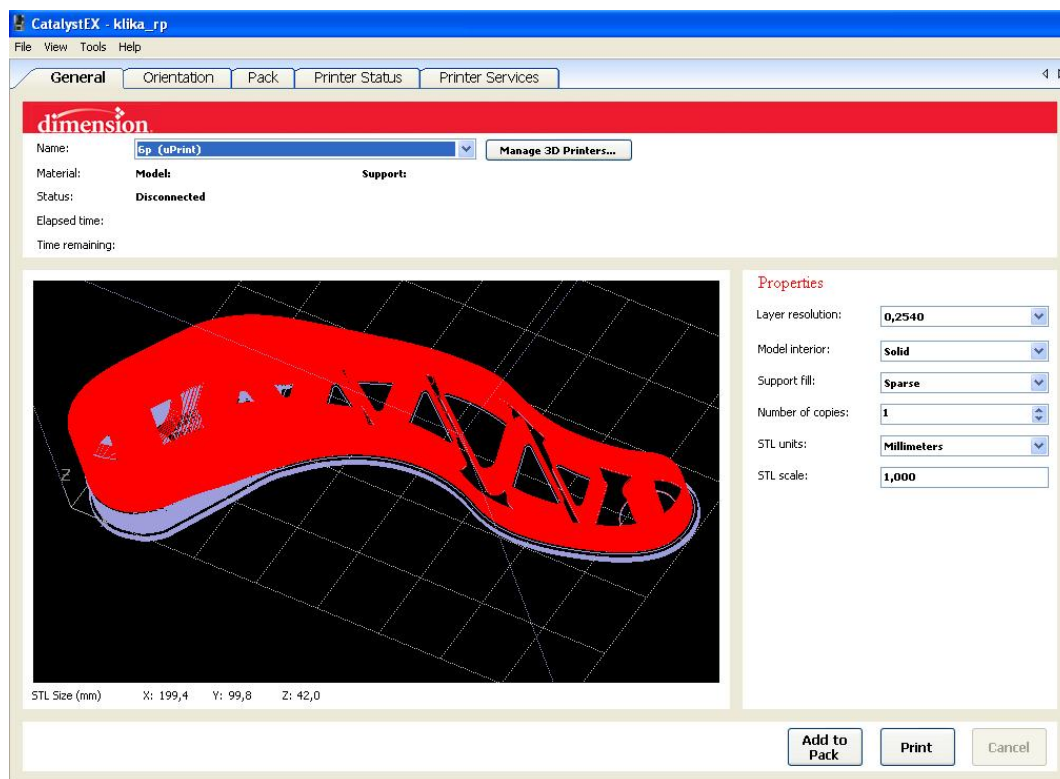 CatalystEX - klika_rp
File View Tools Help
General Orientation Pack Printer Status Printer Services
dimension
Name: 6p (uPrint) Manage 3D Printers...
Material: Model: Support:
Status: Disconnected
Elapsed time:
Time remaining:
Properties
Layer resolution: 0,2540
Model interior: Solid
Support fill: Sparse
Number of copies: 1
STL units: Millimeters
STL scale: 1,000
Z
STL Size (mm) X: 199,4 Y: 99,8 Z: 42,0
Add to
Pack
Print
Cancel